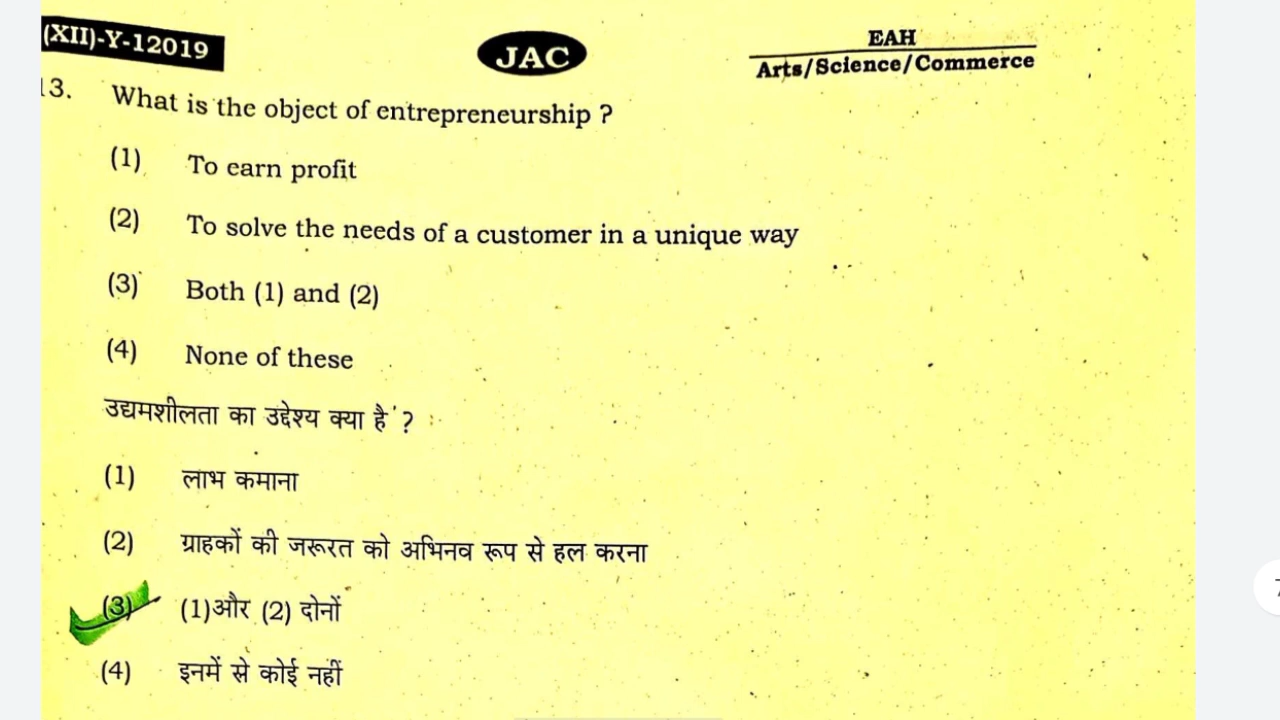 (XII)-Y-12019
JAC
EAH
Arts/Science/Commerce
13. What is the object of entrepreneurship ?
(1) To earn profit
(2) To solve the needs of a customer in a unique way
(3) Both (1) and (2)
(4) None of these
उद्यमशीलता का उद्देश्य क्या है ?
(1) लाभ कमाना
(2) ग्राहकों की जरूरत को अभिनव रूप से हल करना
(3) (1)और (2) दोनों
(4) इनमें से कोई नहीं
7